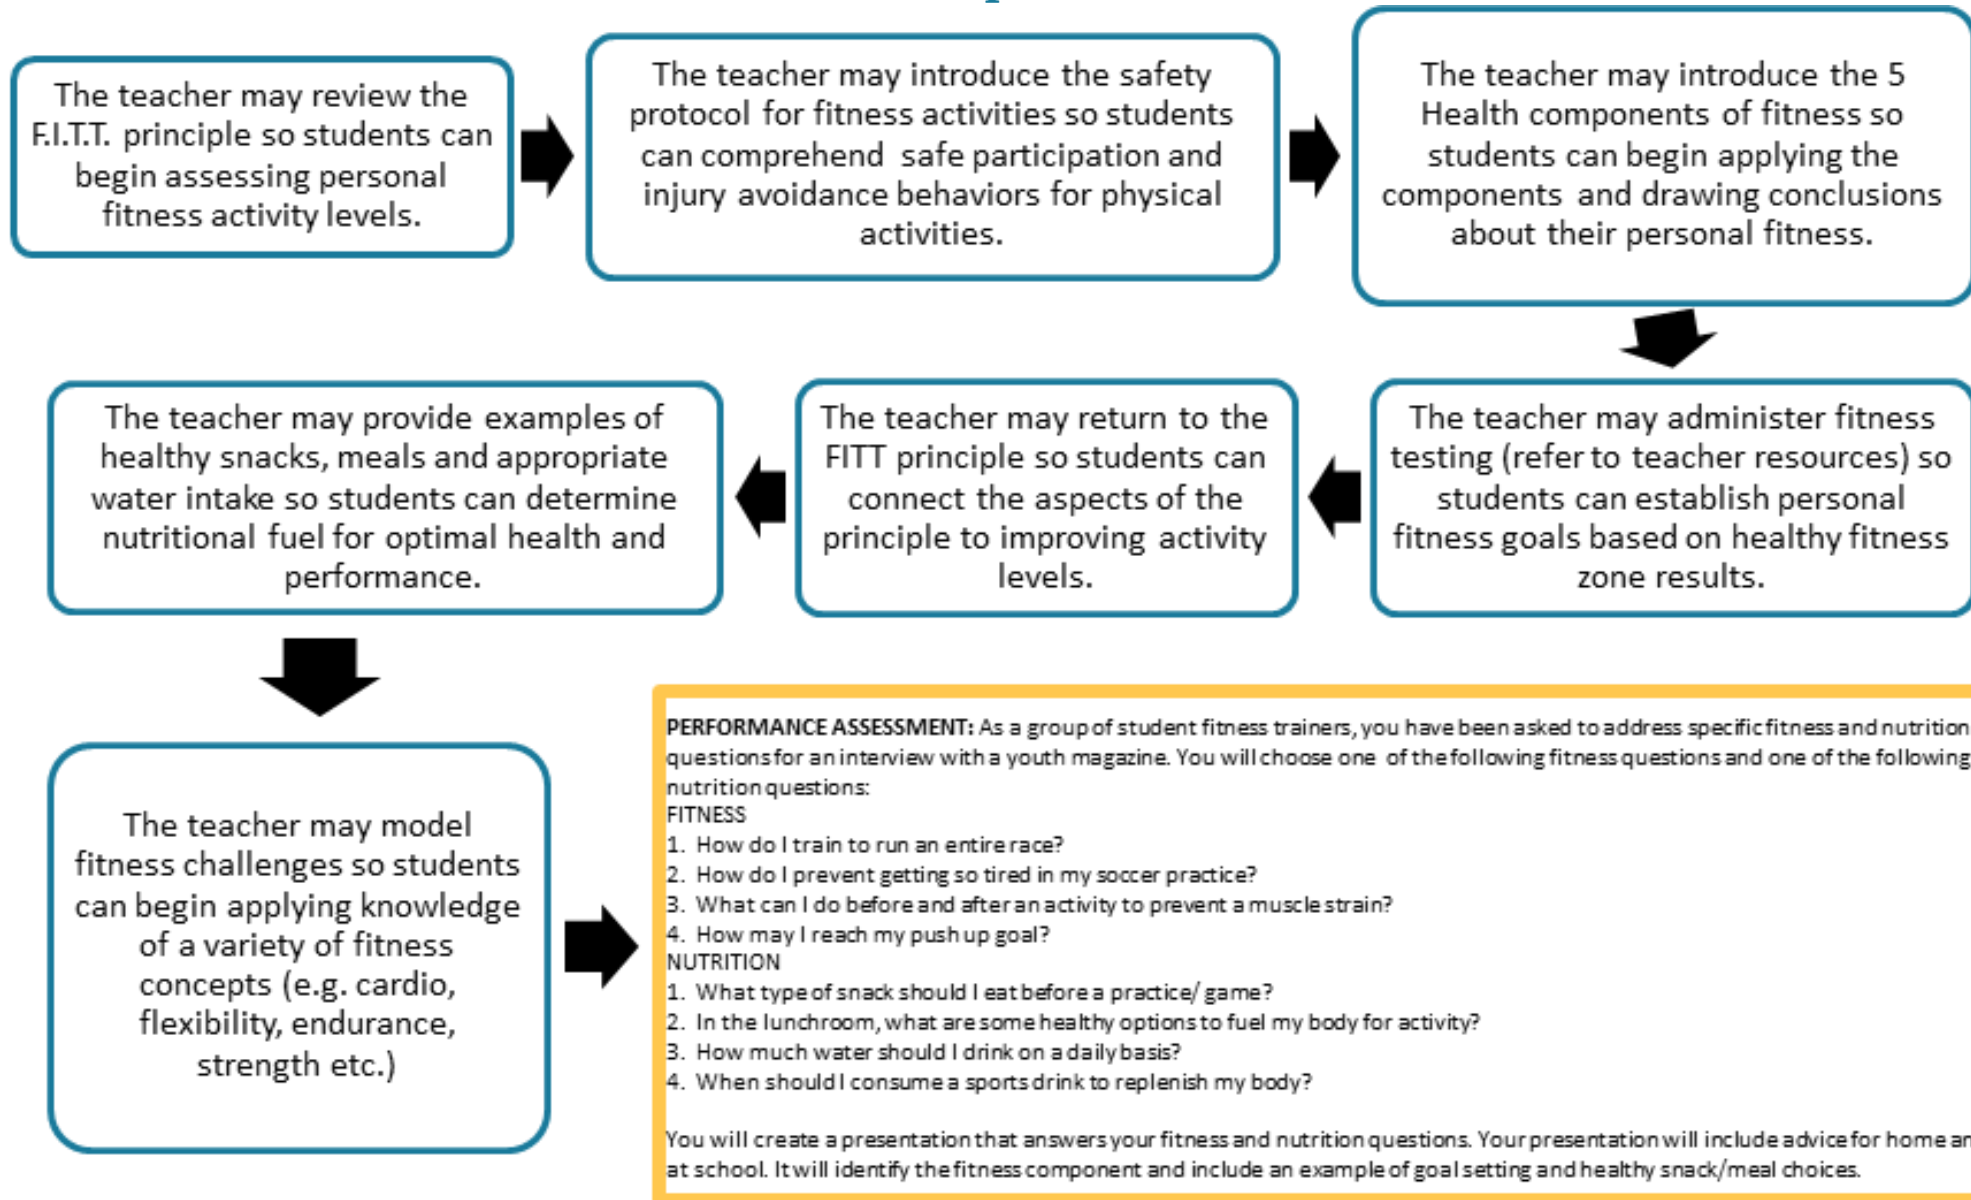 The teacher may review the
F.I.T.T. principle so students can
begin assessing personal
fitness activity levels.
The teacher may introduce the safety
protocol for fitness activities so students
can comprehend safe participation and
injury avoidance behaviors for physical
activities.
The teacher may introduce the 5
Health components of fitness so
students can begin applying the
components and drawing conclusions
about their personal fitness.
The teacher may administer fitness
testing (refer to teacher resources) so
students can establish personal
fitness goals based on healthy fitness
zone results.
The teacher may return to the
FITT principle so students can
connect the aspects of the
principle to improving activity
levels.
The teacher may provide examples of
healthy snacks, meals and appropriate
water intake so students can determine
nutritional fuel for optimal health and
performance.
The teacher may model
fitness challenges so students
can begin applying knowledge
of a variety of fitness
concepts (e.g. cardio,
flexibility, endurance,
strength etc.)
PERFORMANCE ASSESSMENT: As a group of student fitness trainers, you have been asked to address specific fitness and nutrition
questions for an interview with a youth magazine. You will choose one of the following fitness questions and one of the following
nutrition questions:
FITNESS
1. How do I train to run an entire race?
2. How do I prevent getting so tired in my soccer practice?
3. What can I do before and after an activity to prevent a muscle strain?
4. How may I reach my push up goal?
NUTRITION
1. What type of snack should I eat before a practice/ game?
2. In the lunchroom, what are some healthy options to fuel my body for activity?
3. How much water should I drink on a daily basis?
4. When should I consume a sports drink to replenish my body?
You will create a presentation that answers your fitness and nutrition questions. Your presentation will include advice for home
at school. It will identify the fitness component and include an example of goal setting and healthy snack/meal choices.